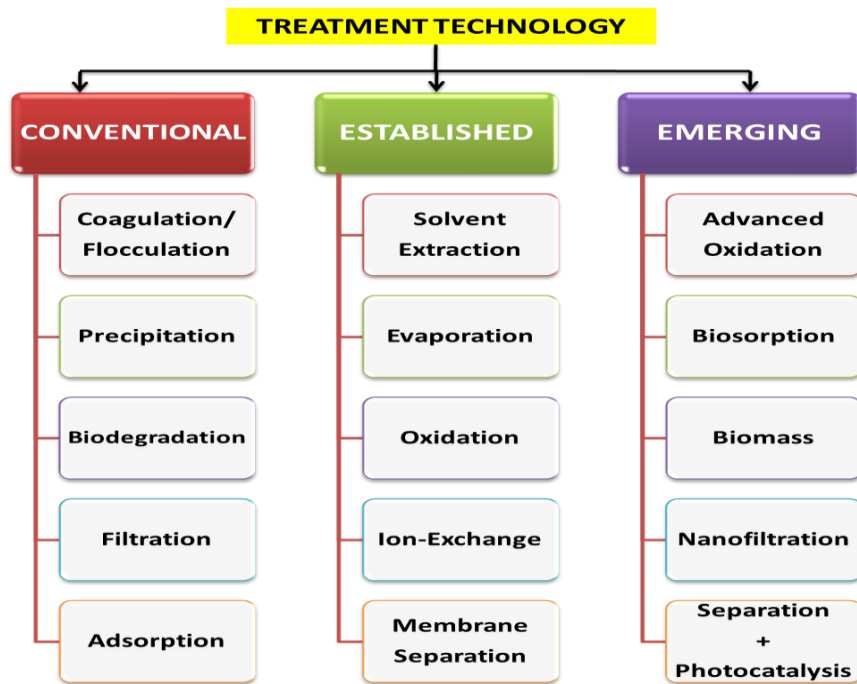 TREATMENT TECHNOLOGY
CONVENTIONAL
Coagulation/
Flocculation
Precipitation
Biodegradation
Filtration
Adsorption
ESTABLISHED
Solvent
Extraction
Evaporation
Oxidation
Ion-Exchange
Membrane
Separation
EMERGING
Advanced
Oxidation
Biosorption
Biomass
Nanofiltration
Separation
+
Photocatalysis